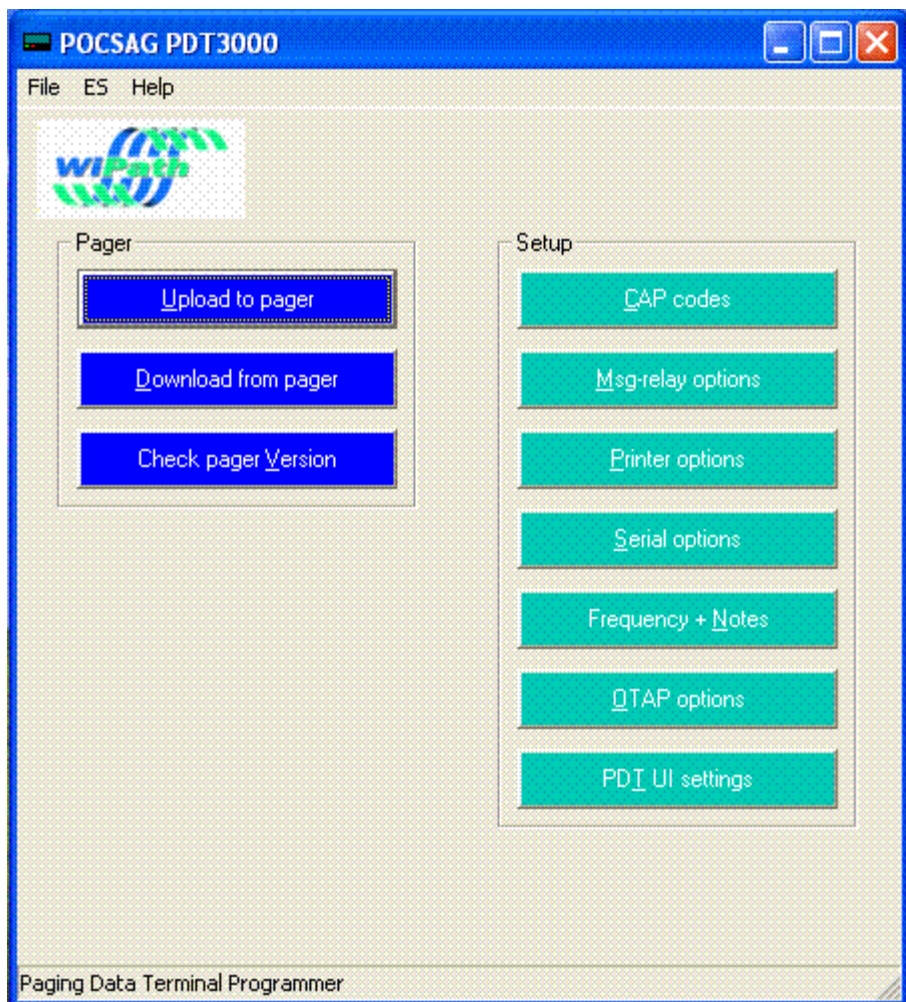 POCSAG PDT3000
File ES Help
WiPath
Pager
Upload to pager
Download from pager
Check pager Version
Setup
CAP codes
Msg-relay options
Printer options
Serial options
Frequency + Notes
OTAP options
PDT UI settings
Paging Data Terminal Programmer